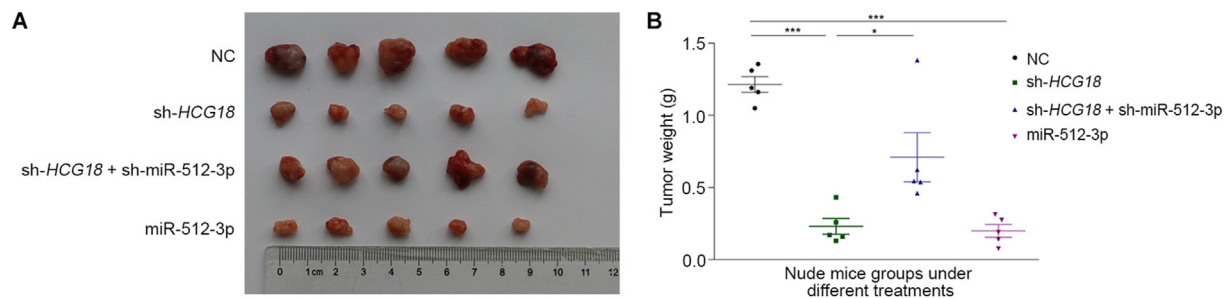 A
NC
sh-HCG18
sh-HCG18 + sh-miR-512-3p
miR-512-3p
0 1cm 2 3 4 5 6 7 8 9 10 11 12
B
***
***
*
1.5
1.0
0.5
0.0
Tumor weight (g)
NC
sh-HCG18
sh-HCG18 + sh-miR-512-3p
miR-512-3p
Nude mice groups under
different treatments